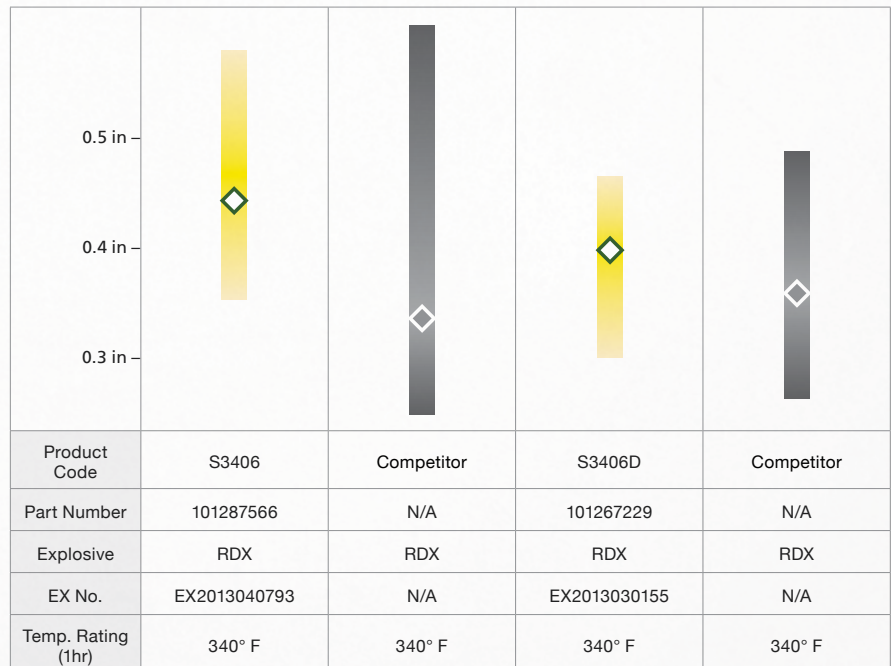 0.5 in
0.4 in
0.3 in
Product
Code
S3406
Competitor
S3406D
Competitor
Part Number
101287566
N/A
101267229
N/A
Explosive
RDX
RDX
RDX
RDX
EX No.
EX2013040793
N/A
EX2013030155
N/A
Temp. Rating
(1hr)
340° F
340° F
340° F
340° F